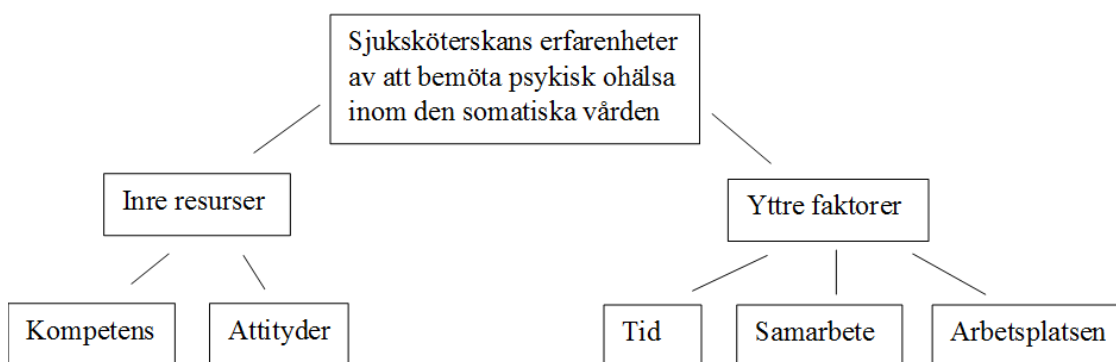 Sjuksköterskans erfarenheter
av att bemöta psykisk ohälsa
inom den somatiska vården
Inre resurser
Yttre faktorer
Kompetens
Attityder
Tid
Samarbete
Arbetsplatsen